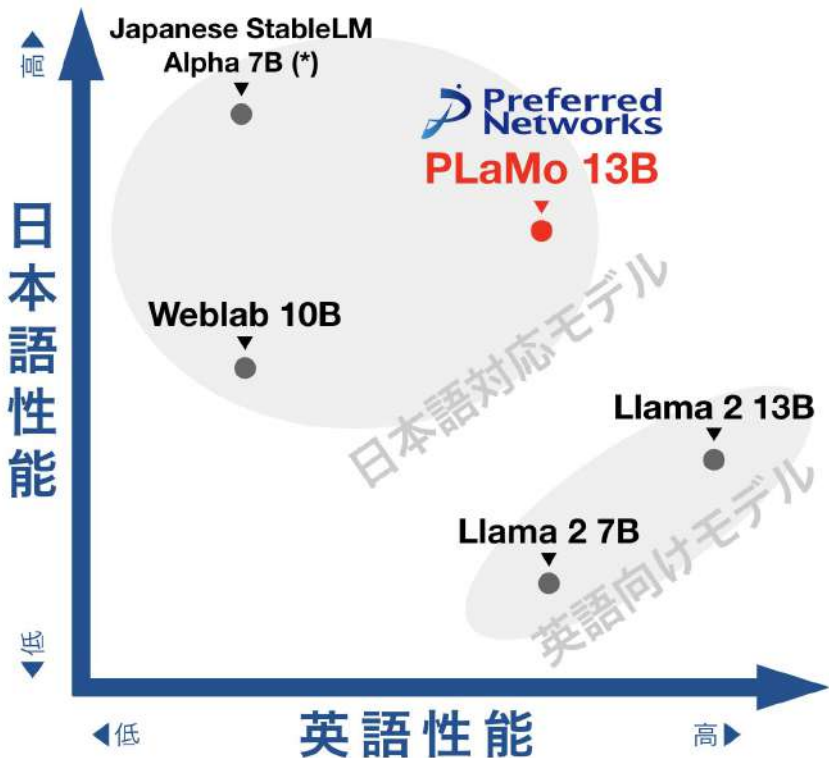 Japanese StableLM
Alpha 7B (*)
高▶
Preferred
Networks
PLaMo 13B
日本語性能
Weblab 10B
日本語対応モデル
Llama 2 13B
Llama 2 7B
英語向けモデル
◀低
◀低
英語性能
高▶